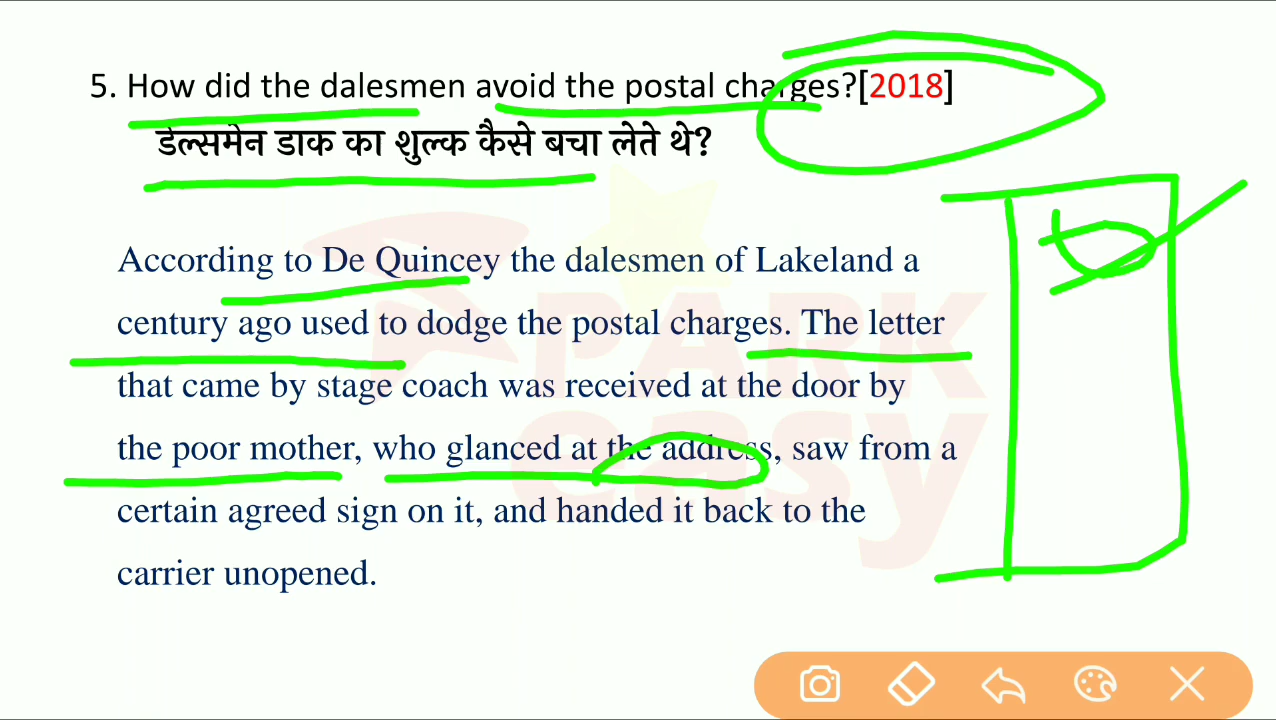 5. How did the dalesmen avoid the postal charges?[2018]
डेल्समेन डाक का शुल्क कैसे बचा लेते थे?
According to De Quincey the dalesmen of Lakeland a
century ago used to dodge the postal charges. The letter
that came by stage coach was received at the door by
the poor mother, who glanced at the address, saw from a
certain agreed sign on it, and handed it back to the
carrier unopened.
PARK
easy